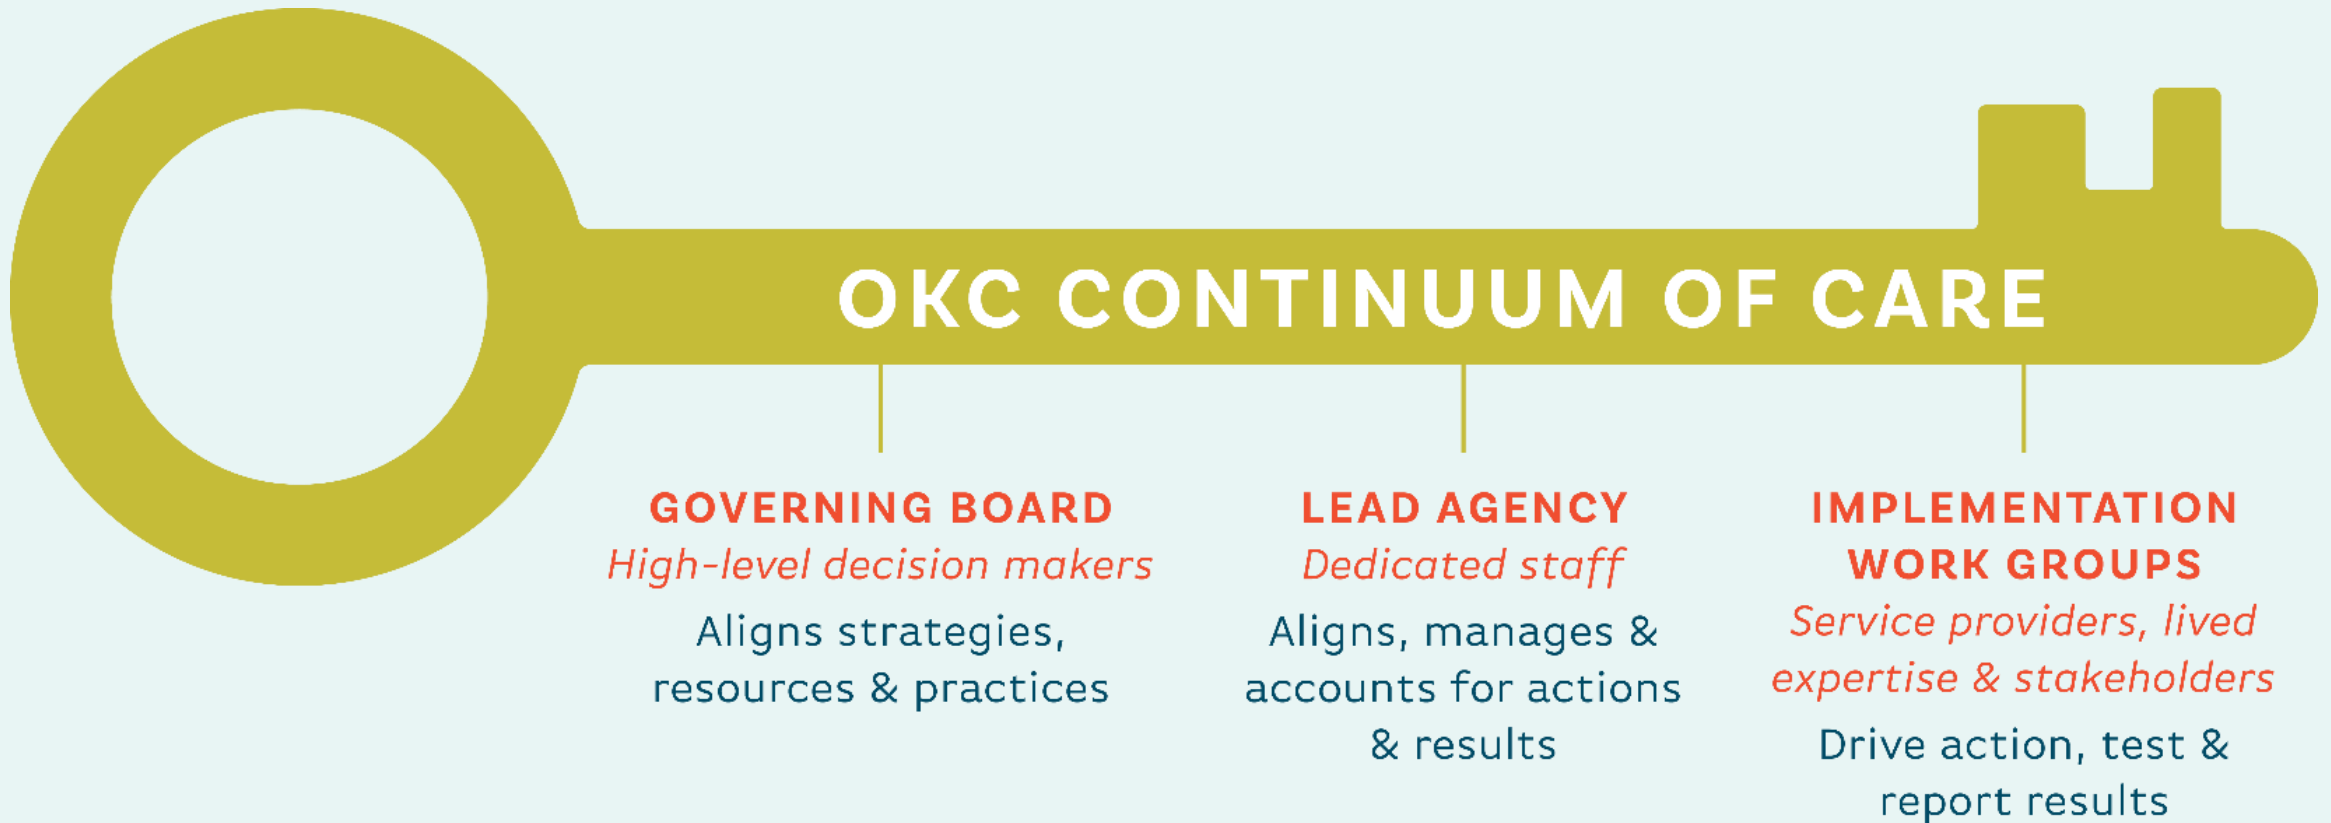 OKC CONTINUUM OF CARE
GOVERNING BOARD
High-level decision makers
Aligns strategies,
resources & practices
LEAD AGENCY
Dedicated staff
Aligns, manages &
accounts for actions
& results
IMPLEMENTATION
WORK GROUPS
Service providers, lived
expertise & stakeholders
Drive action, test &
report results